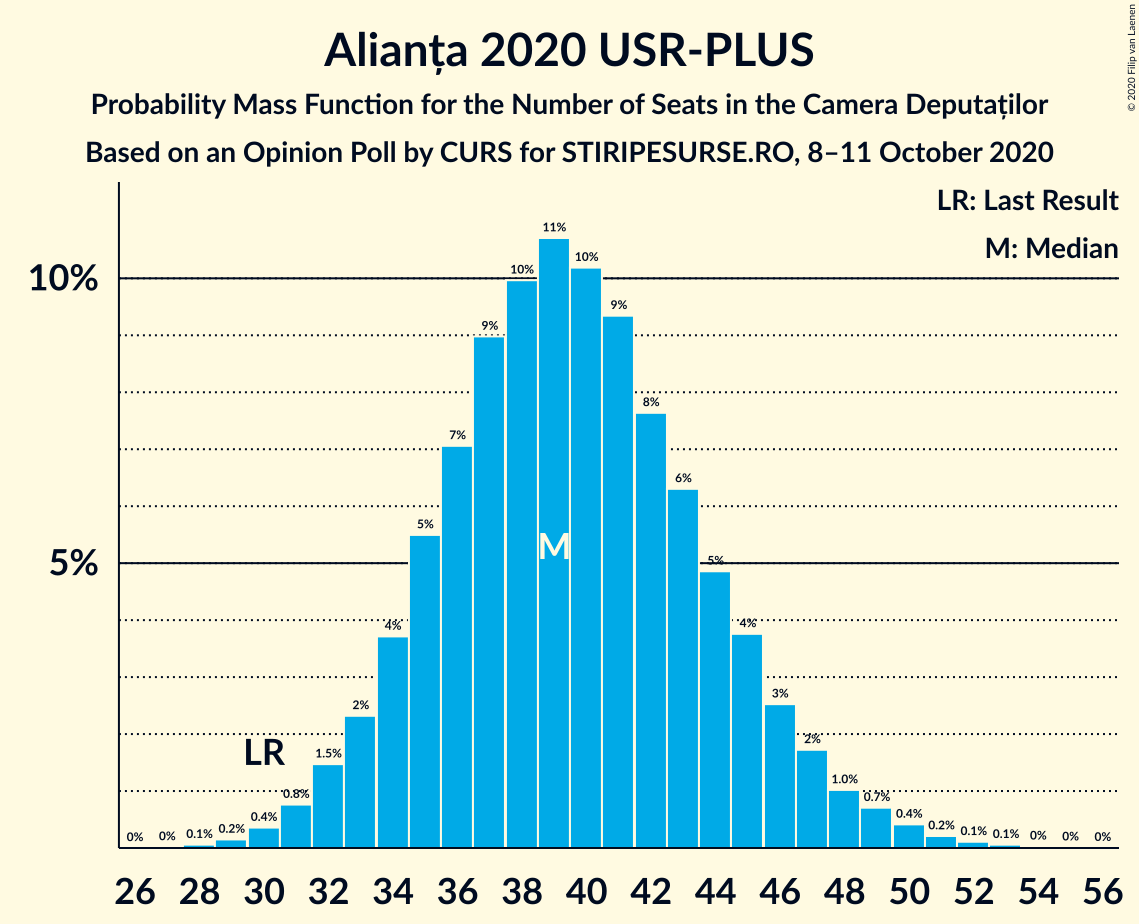 Alianța 2020 USR-PLUS
Probability Mass Function for the Number of Seats in the Camera Deputaților
Based on an Opinion Poll by CURS for STIRIPESURSE.RO, 8–11 October 2020
© 2020 Filip van Laenen
LR: Last Result
M: Median
10%
5%
0% 0% 0.1% 0.2% 0.4% 0.8% 1.5% 2% 4% 5% 7% 9% 10% 11% 10% 9% 8% 6% 5% 4% 3% 2% 1.0% 0.7% 0.4% 0.2% 0.1% 0.1% 0% 0% 0%
LR
M
26 28 30 32 34 36 38 40 42 44 46 48 50 52 54 56